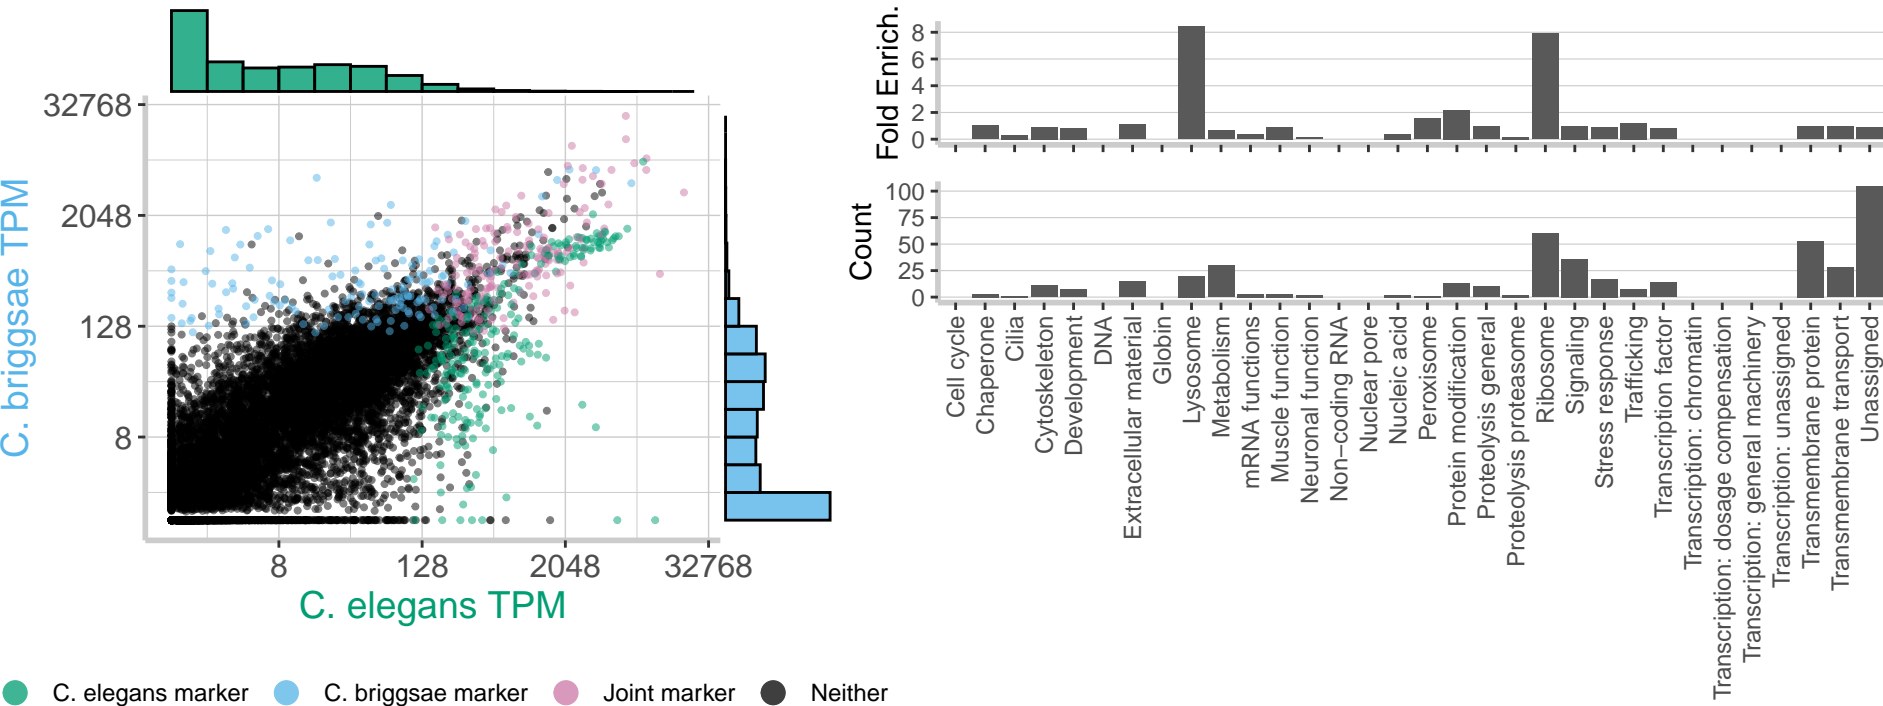 32768
2048
128
8
C. briggsae TPM
8
128
2048
32768
C. elegans TPM
C. elegans marker
C. briggsae marker
Joint marker
Neither
Fold Enrich.
8
6
4
2
0
Count
100
75
50
25
0
Cell cycle
Chaperone
Cilia
Cytoskeleton
Development
DNA
Extracellular material
Globin
Lysosome
Metabolism
mRNA functions
Muscle function
Neuronal function
Non−coding RNA
Nuclear pore
Nucleic acid
Peroxisome
Protein modification
Proteolysis general
Proteolysis proteasome
Ribosome
Signaling
Stress response
Trafficking
Transcription factor
Transcription: chromatin
Transcription: dosage compensation
Transcription: general machinery
Transcription: unassigned
Transmembrane protein
Transmembrane transport
Unassigned